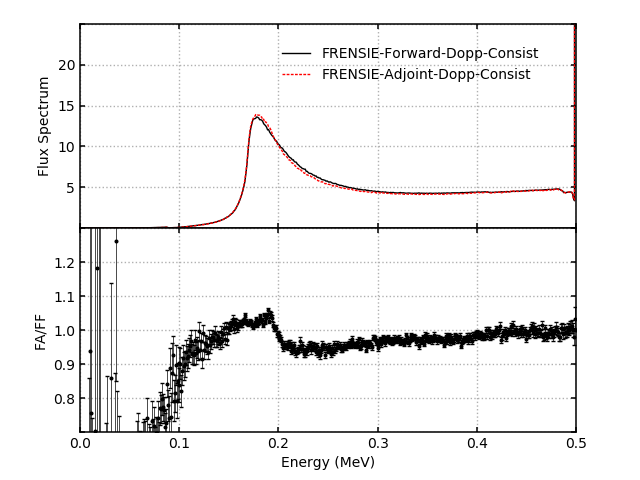 20
15
10
5
Flux Spectrum
FRENSIE-Forward-Dopp-Consist
FRENSIE-Adjoint-Dopp-Consist
1.2
1.1
1.0
0.9
0.8
FA/FF
0.0 0.1 0.2 0.3 0.4 0.5
Energy (MeV)